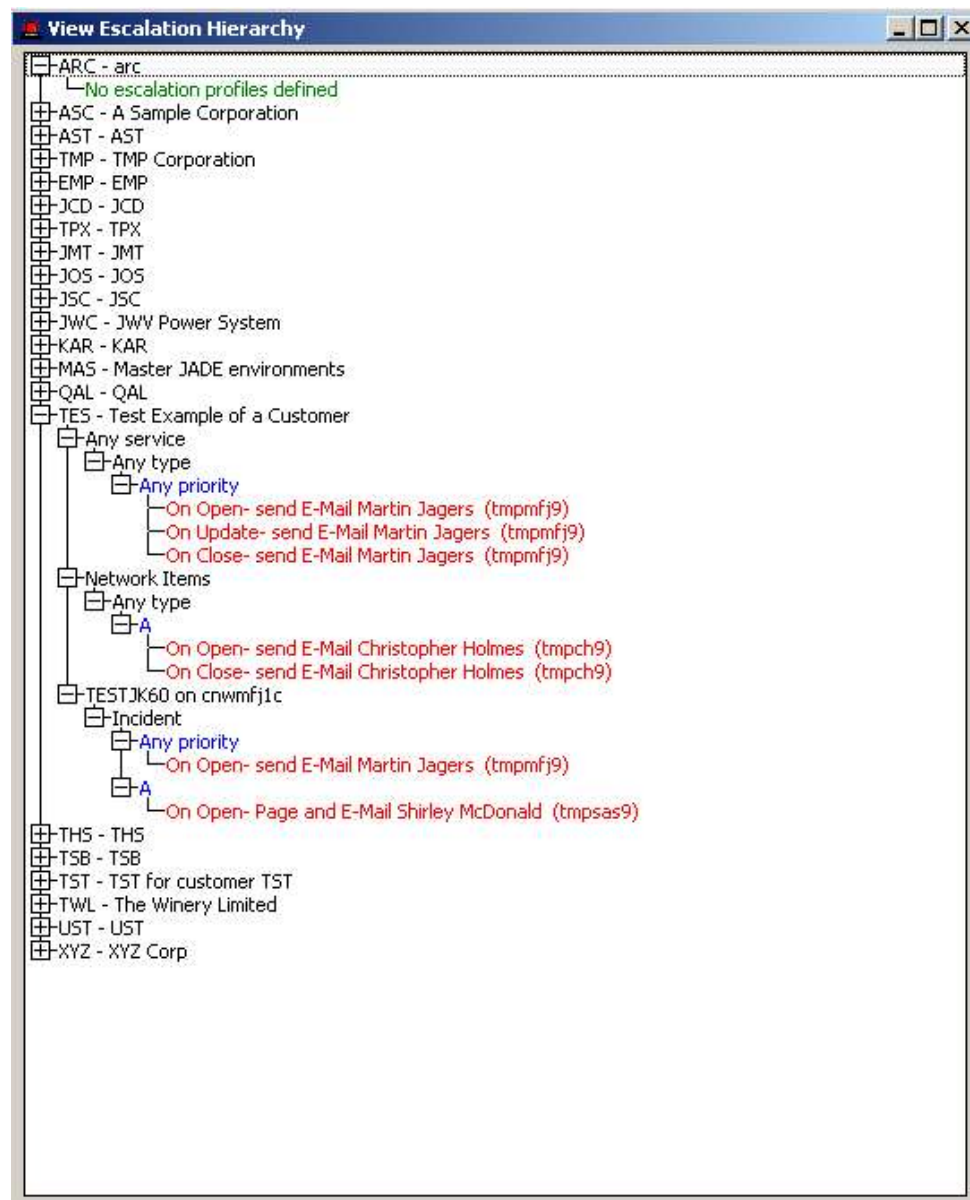 View Escalation Hierarchy
ARC - arc
No escalation profiles defined
ASC - A Sample Corporation
AST - AST
TMP - TMP Corporation
EMP - EMP
JCD - JCD
TPX - TPX
JMT - JMT
JOS - JOS
JSC - JSC
JWC - JWV Power System
KAR - KAR
MAS - Master JADE environments
QAL - QAL
TES - Test Example of a Customer
Any service
Any type
Any priority
On Open- send E-Mail Martin Jagers (tmpmfj9)
On Update- send E-Mail Martin Jagers (tmpmfj9)
On Close- send E-Mail Martin Jagers (tmpmfj9)
Network Items
Any type
A
On Open- send E-Mail Christopher Holmes (tmpch9)
On Close- send E-Mail Christopher Holmes (tmpch9)
TESTJK60 on cnwmfj1c
Incident
Any priority
On Open- send E-Mail Martin Jagers (tmpmfj9)
A
On Open- Page and E-Mail Shirley McDonald (tmpsas9)
THS - THS
TSB - TSB
TST - TST for customer TST
TWL - The Winery Limited
UST - UST
XYZ - XYZ Corp